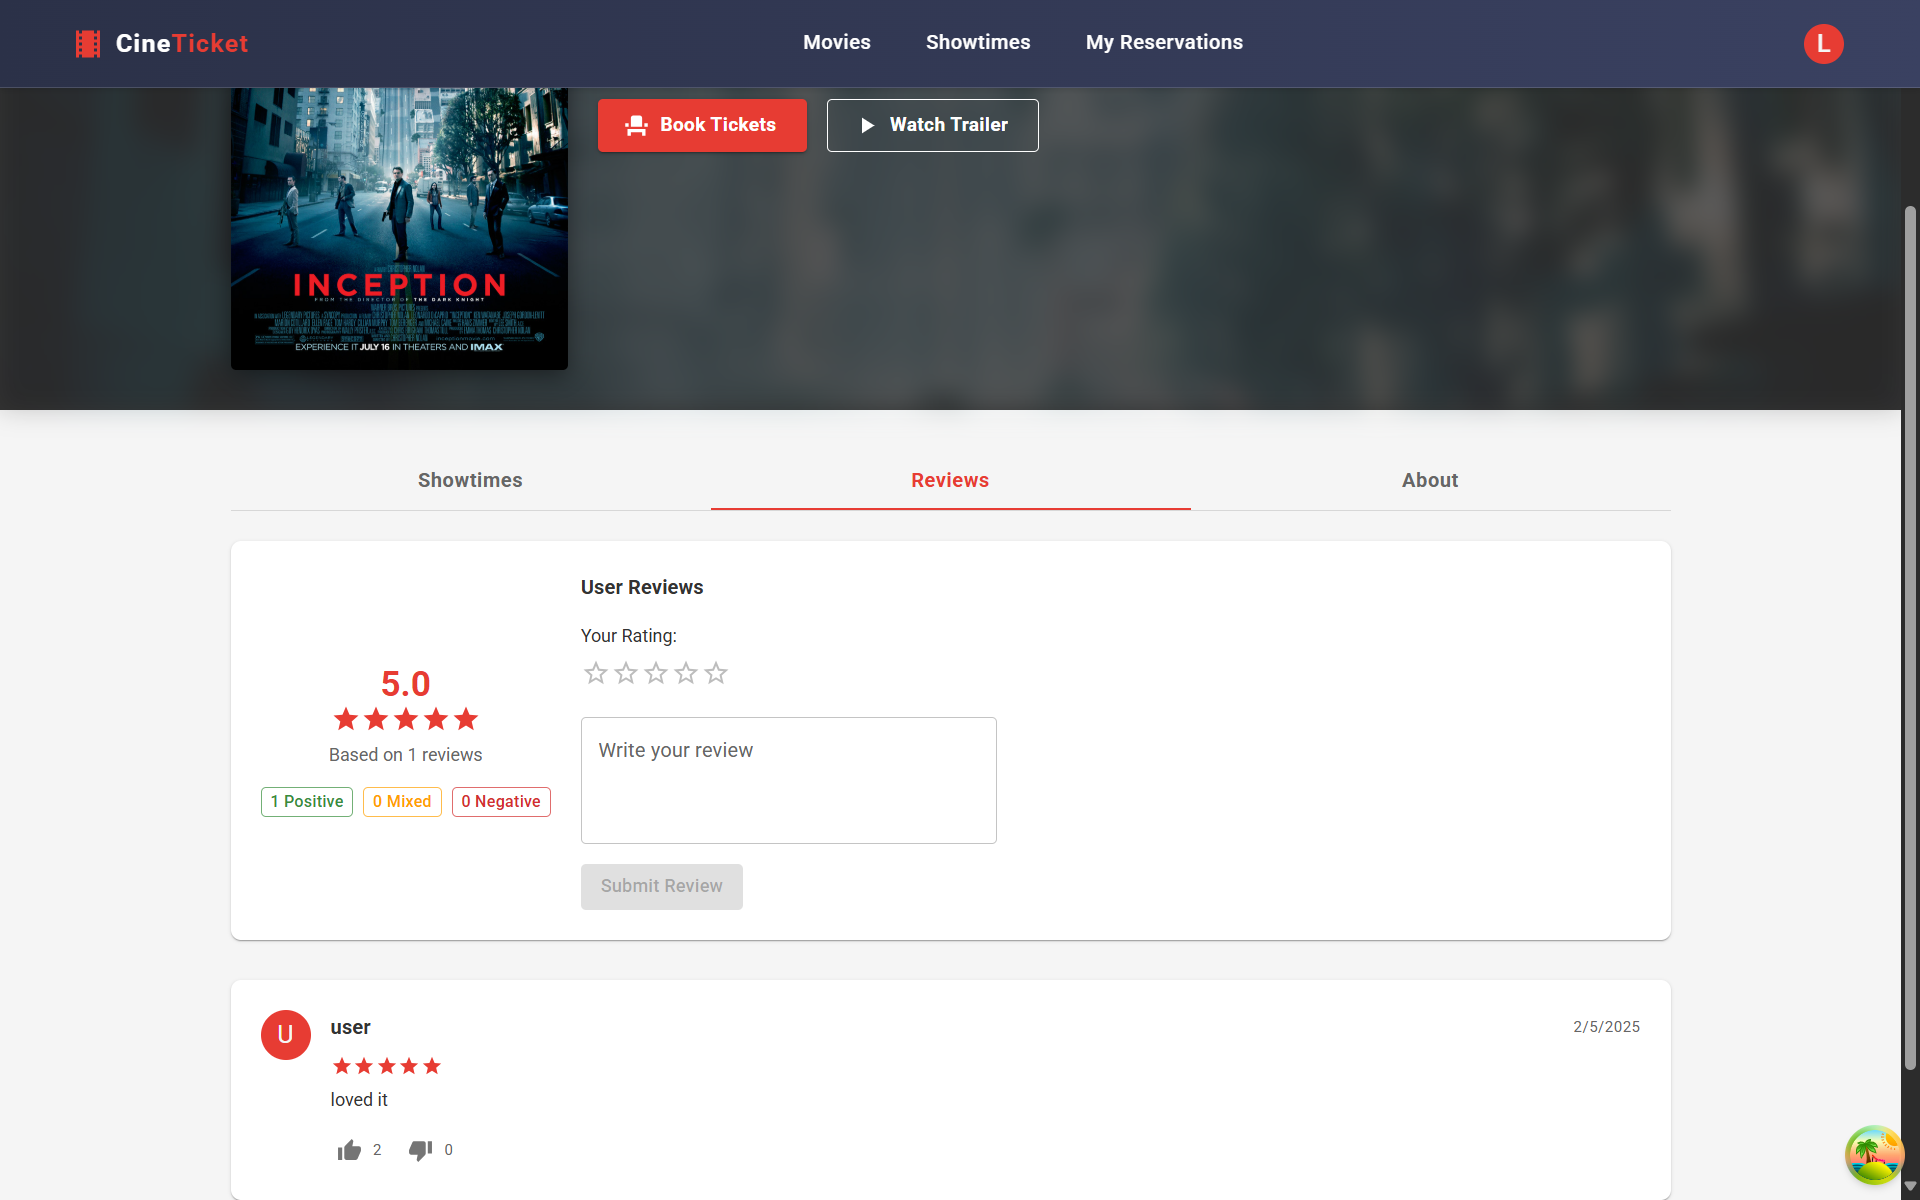 CineTicket
Movies
Showtimes
My Reservations
L
Book Tickets
Watch Trailer
INCEPTION
FROM THE DIRECTOR OF THE DARK KNIGHT
EXPERIENCE IT JULY 16 IN THEATERS AND IMAX
Showtimes
Reviews
About
User Reviews
Your Rating:
5.0
Based on 1 reviews
1 Positive
0 Mixed
0 Negative
Write your review
Submit Review
U
user
2/5/2025
loved it
2
0